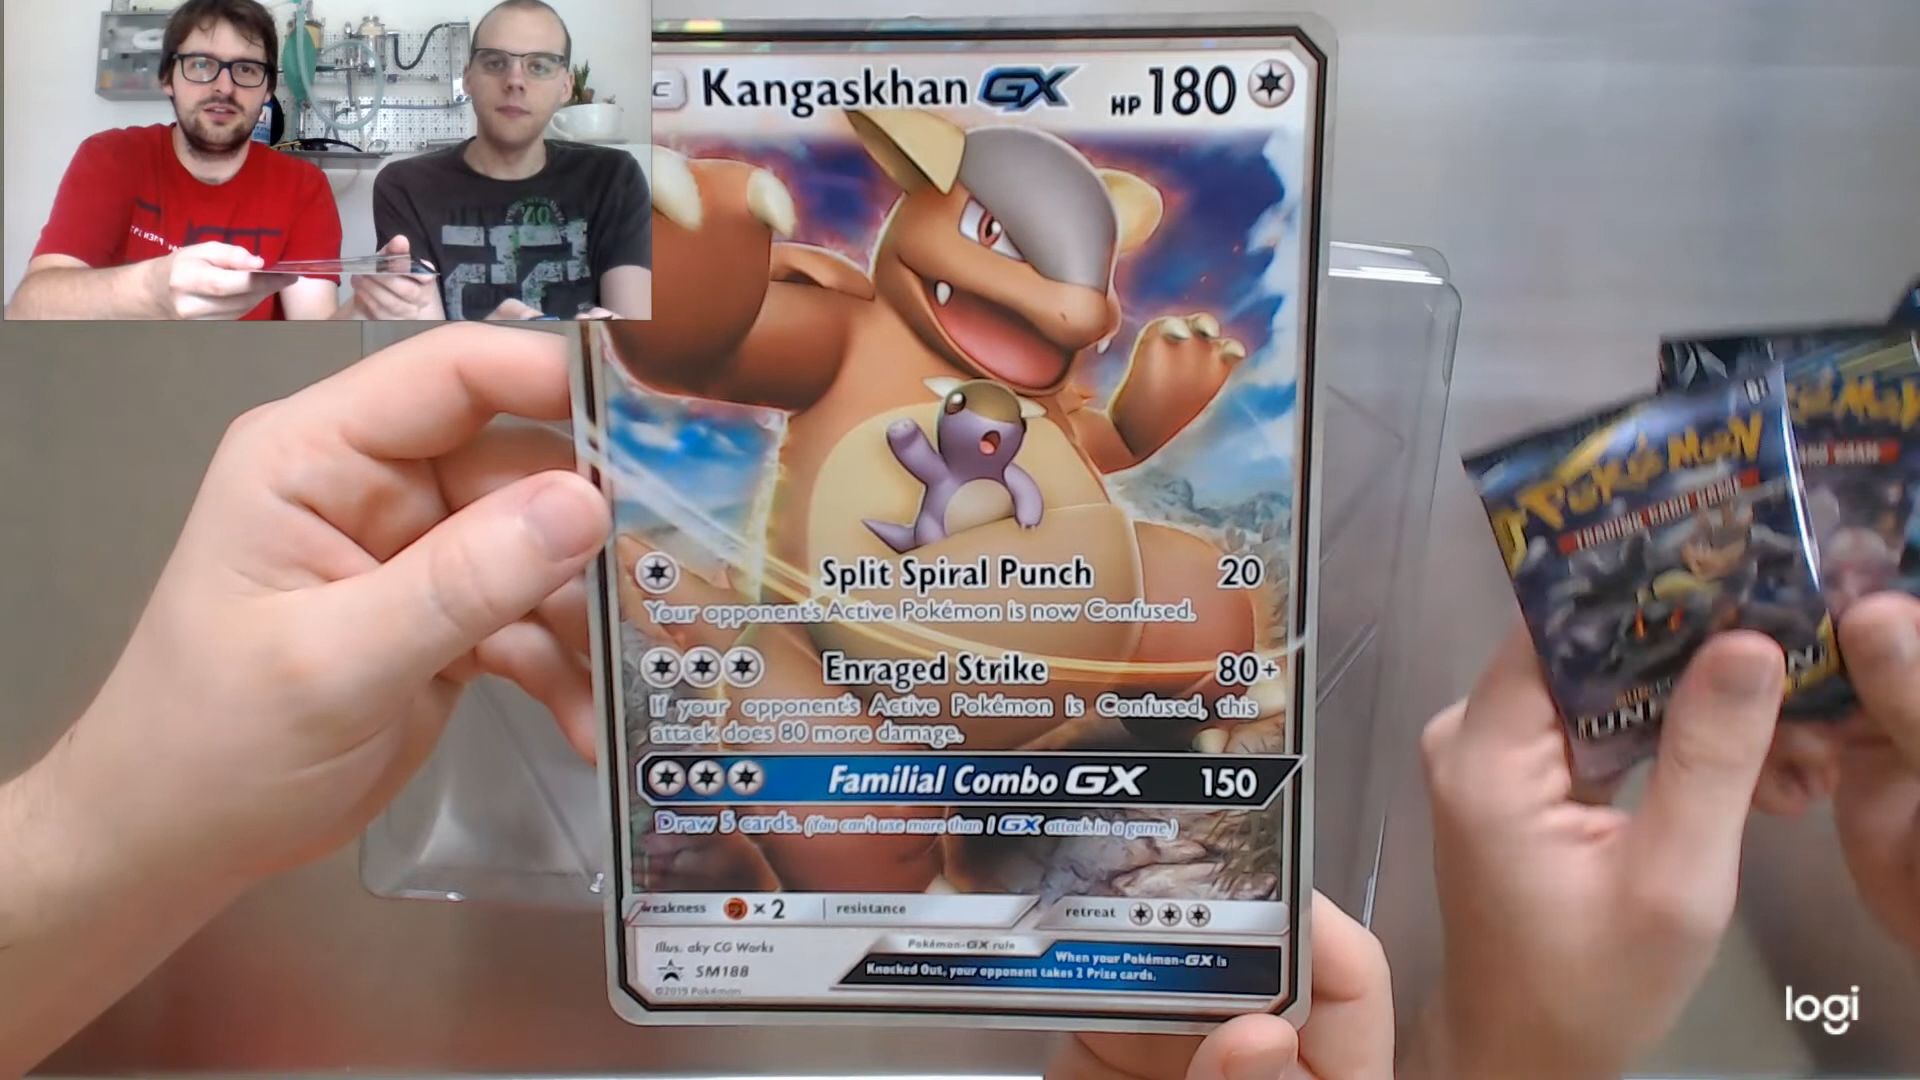 C Kangaskhan GX HP 180
Split Spiral Punch 20
Your opponent's Active Pokémon is now Confused.
Enraged Strike 80+
If your opponent's Active Pokémon is Confused, this
attack does 80 more damage.
Familial Combo GX 150
Draw 5 cards. (You can't use more than 1 GX attack in a game.)
weakness ×2 resistance retreat
Illus. aky CG Works
SM188
©2019 Pokémon
Pokémon-GX rule
When your Pokémon-GX is
Knocked Out, your opponent takes 2 Prize cards.
POKÉMON
TRADING CARD GAME
logi